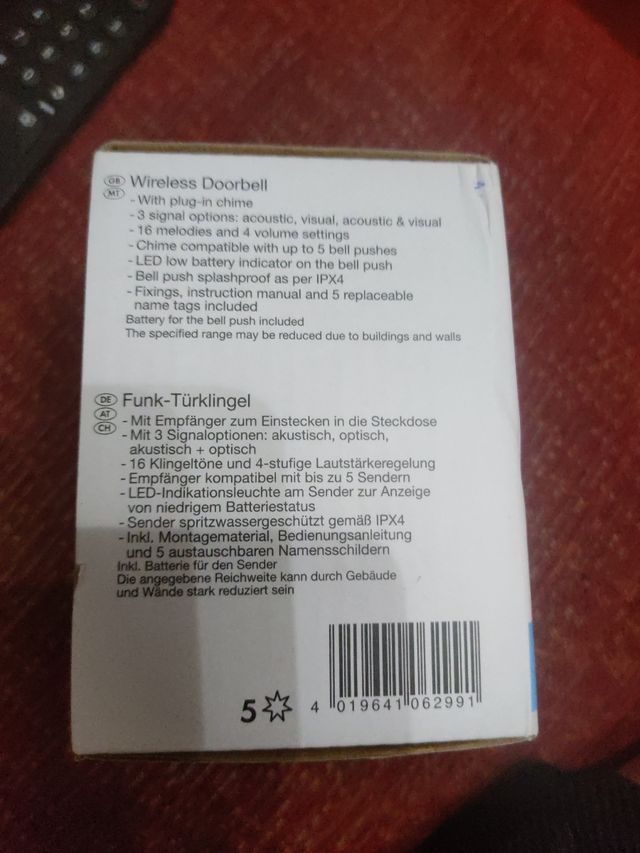 GB Wireless Doorbell
MT
- With plug-in chime
- 3 signal options: acoustic, visual, acoustic & visual
- 16 melodies and 4 volume settings
- Chime compatible with up to 5 bell pushes
- LED low battery indicator on the bell push
- Bell push splashproof as per IPX4
- Fixings, instruction manual and 5 replaceable
name tags included
Battery for the bell push included
The specified range may be reduced due to buildings and walls
DE Funk-Türklingel
AT
CH
- Mit Empfänger zum Einstecken in die Steckdose
- Mit 3 Signaloptionen: akustisch, optisch,
akustisch + optisch
- 16 Klingeltöne und 4-stufige Lautstärkeregelung
- Empfänger kompatibel mit bis zu 5 Sendern
- LED-Indikationsleuchte am Sender zur Anzeige
von niedrigem Batteriestatus
- Sender spritzwassergeschützt gemäß IPX4
- Inkl. Montagematerial, Bedienungsanleitung
und 5 austauschbaren Namensschildern
Inkl. Batterie für den Sender
Die angegebene Reichweite kann durch Gebäude
und Wände stark reduziert sein
5
4 019641 062991